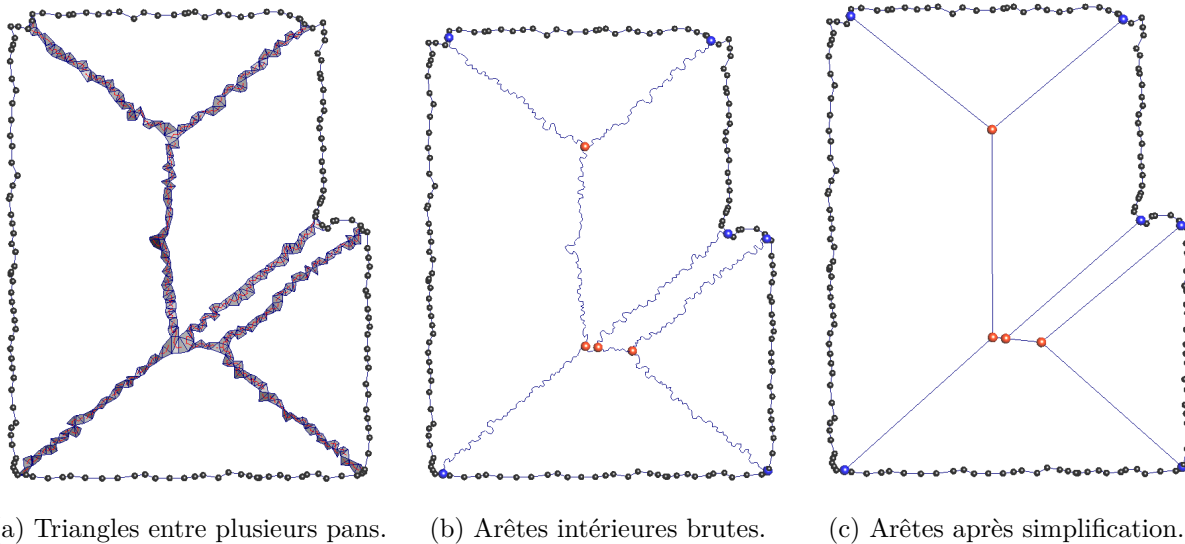 a) Triangles entre plusieurs pans.
(b) Arêtes intérieures brutes.
(c) Arêtes après simplification.